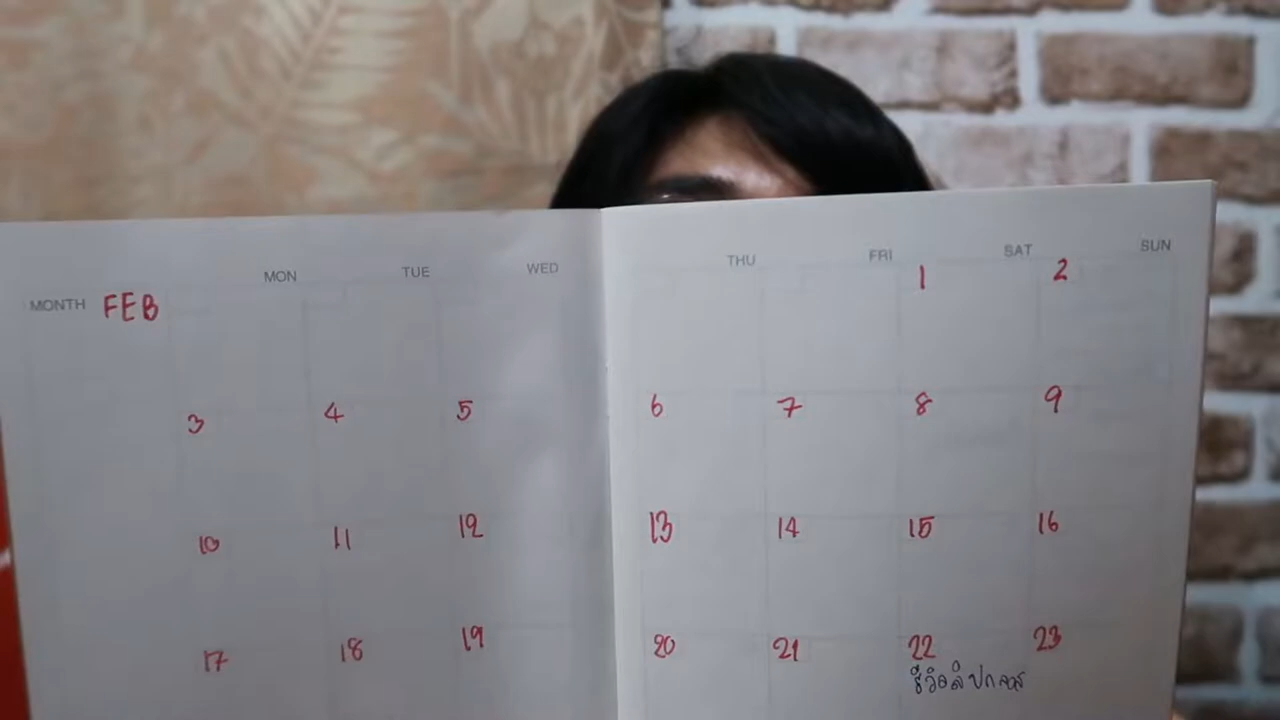 MON TUE WED THU FRI SAT SUN
MONTH FEB
1 2
3 4 5 6 7 8 9
10 11 12 13 14 15 16
17 18 19 20 21 22 23